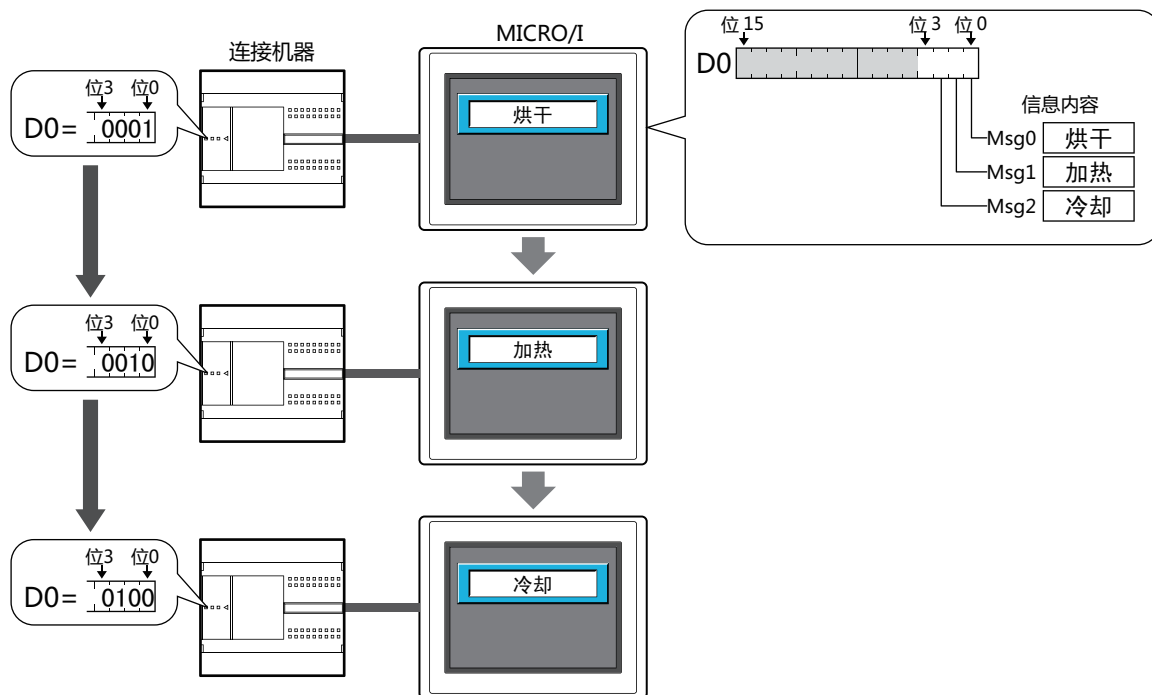 连接机器
MICRO/I
位3 位0
D0= 0001
烘干
位 15 位 3 位 0
D0
信息内容
Msg0 烘干
Msg1 加热
Msg2 冷却
位3 位0
D0= 0010
加热
位3 位0
D0= 0100
冷却